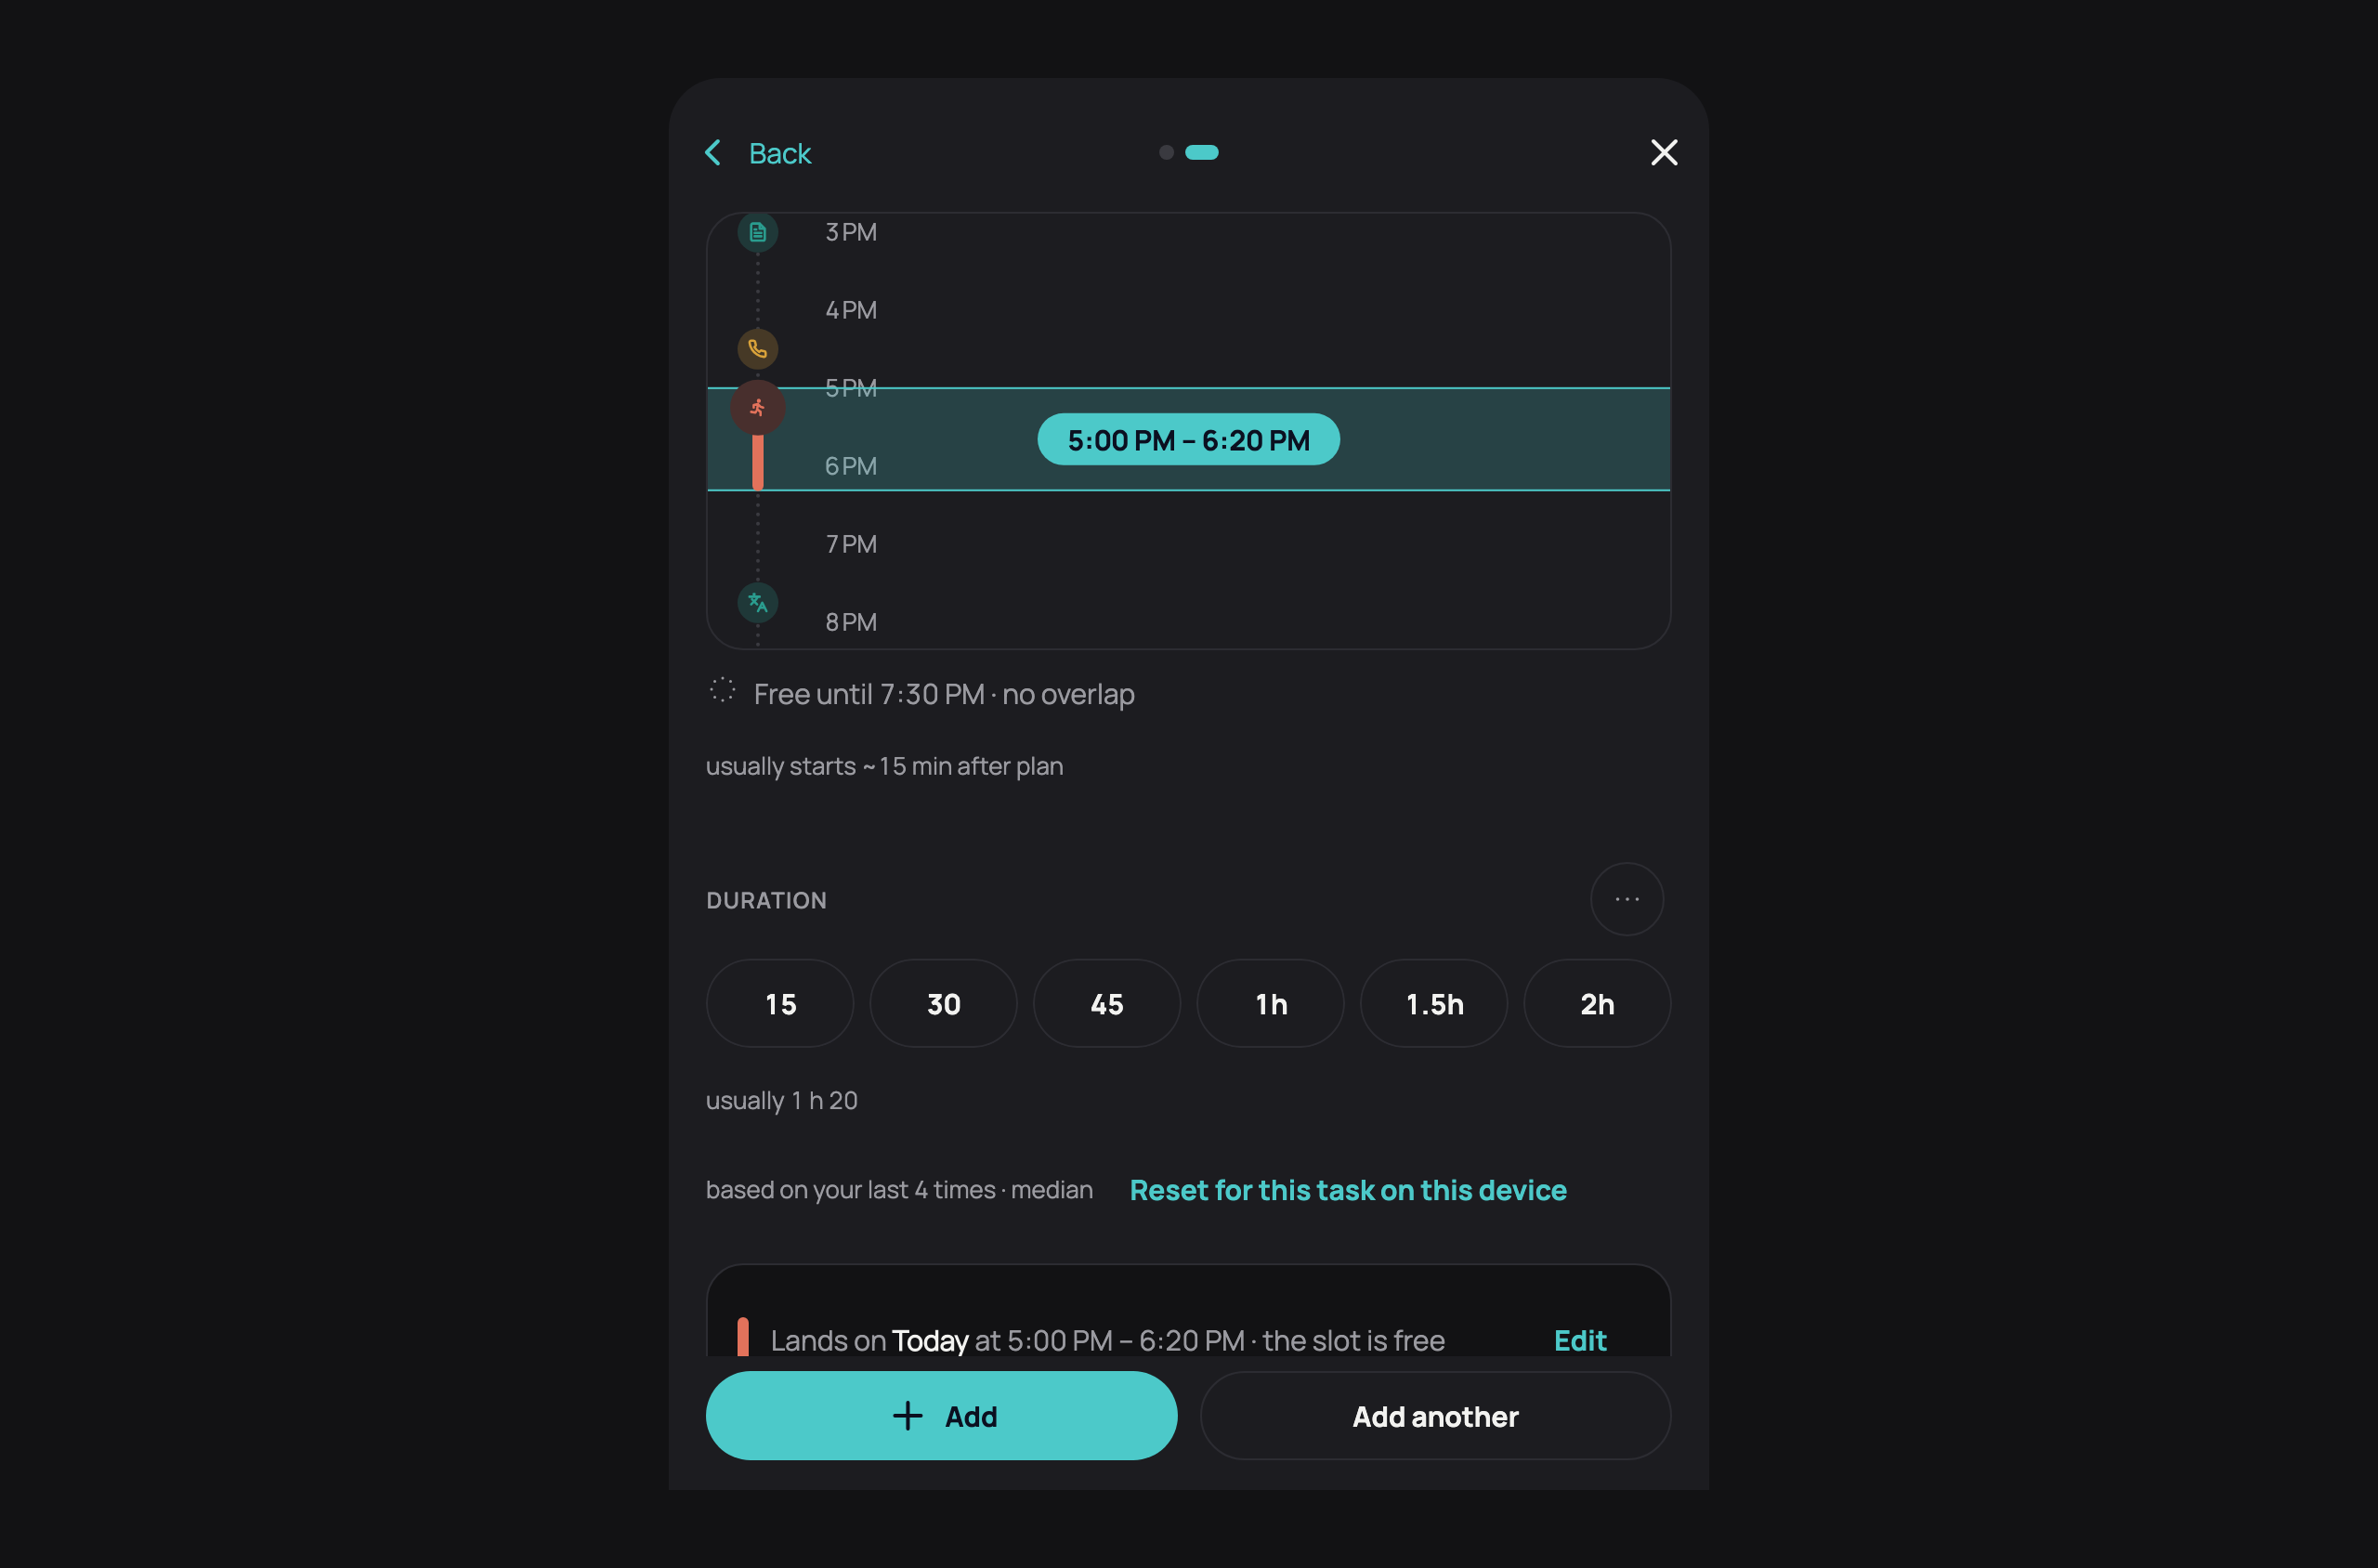 Back
3 PM
4 PM
5 PM
5:00 PM – 6:20 PM
6 PM
7 PM
8 PM
Free until 7:30 PM · no overlap
usually starts ~15 min after plan
DURATION
15 30 45 1h 1.5h 2h
usually 1 h 20
based on your last 4 times · median Reset for this task on this device
Lands on Today at 5:00 PM – 6:20 PM · the slot is free Edit
Add Add another